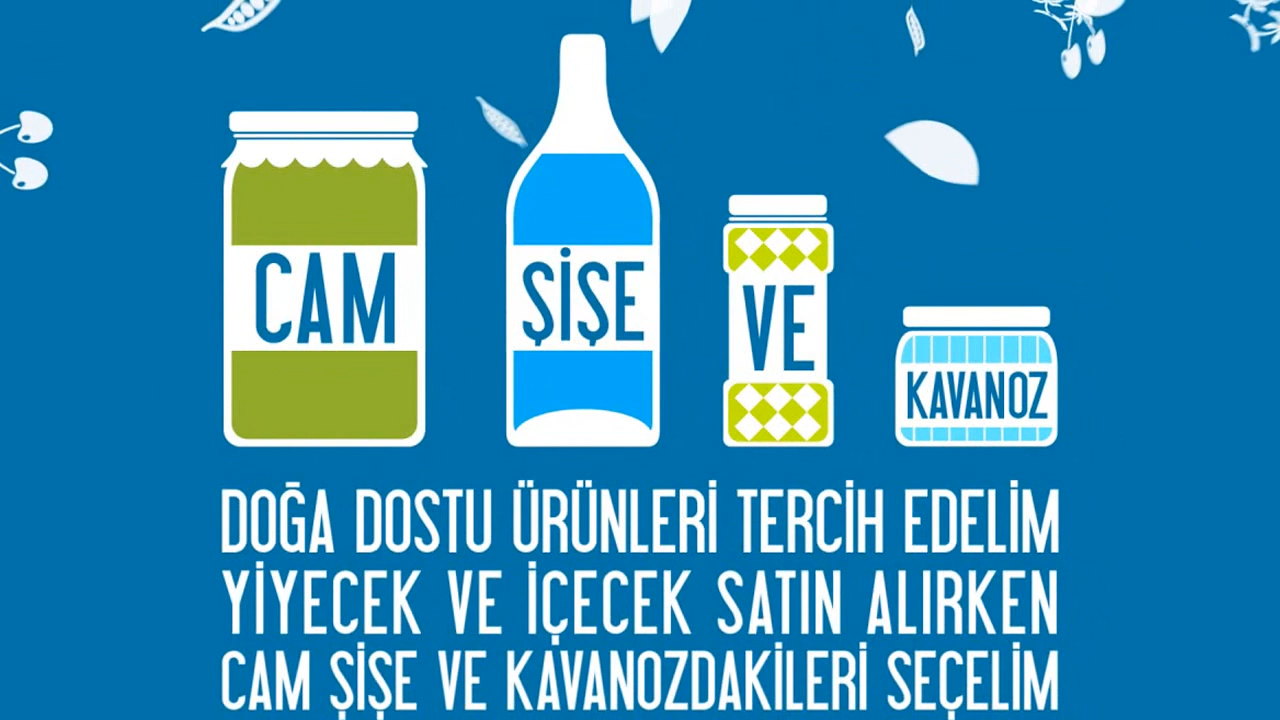 CAM ŞİŞE VE KAVANOZ
DOĞA DOSTU ÜRÜNLERİ TERCİH EDELİM
YİYECEK VE İÇECEK SATIN ALIRKEN
CAM ŞİŞE VE KAVANOZDAKİLERİ SEÇELİM